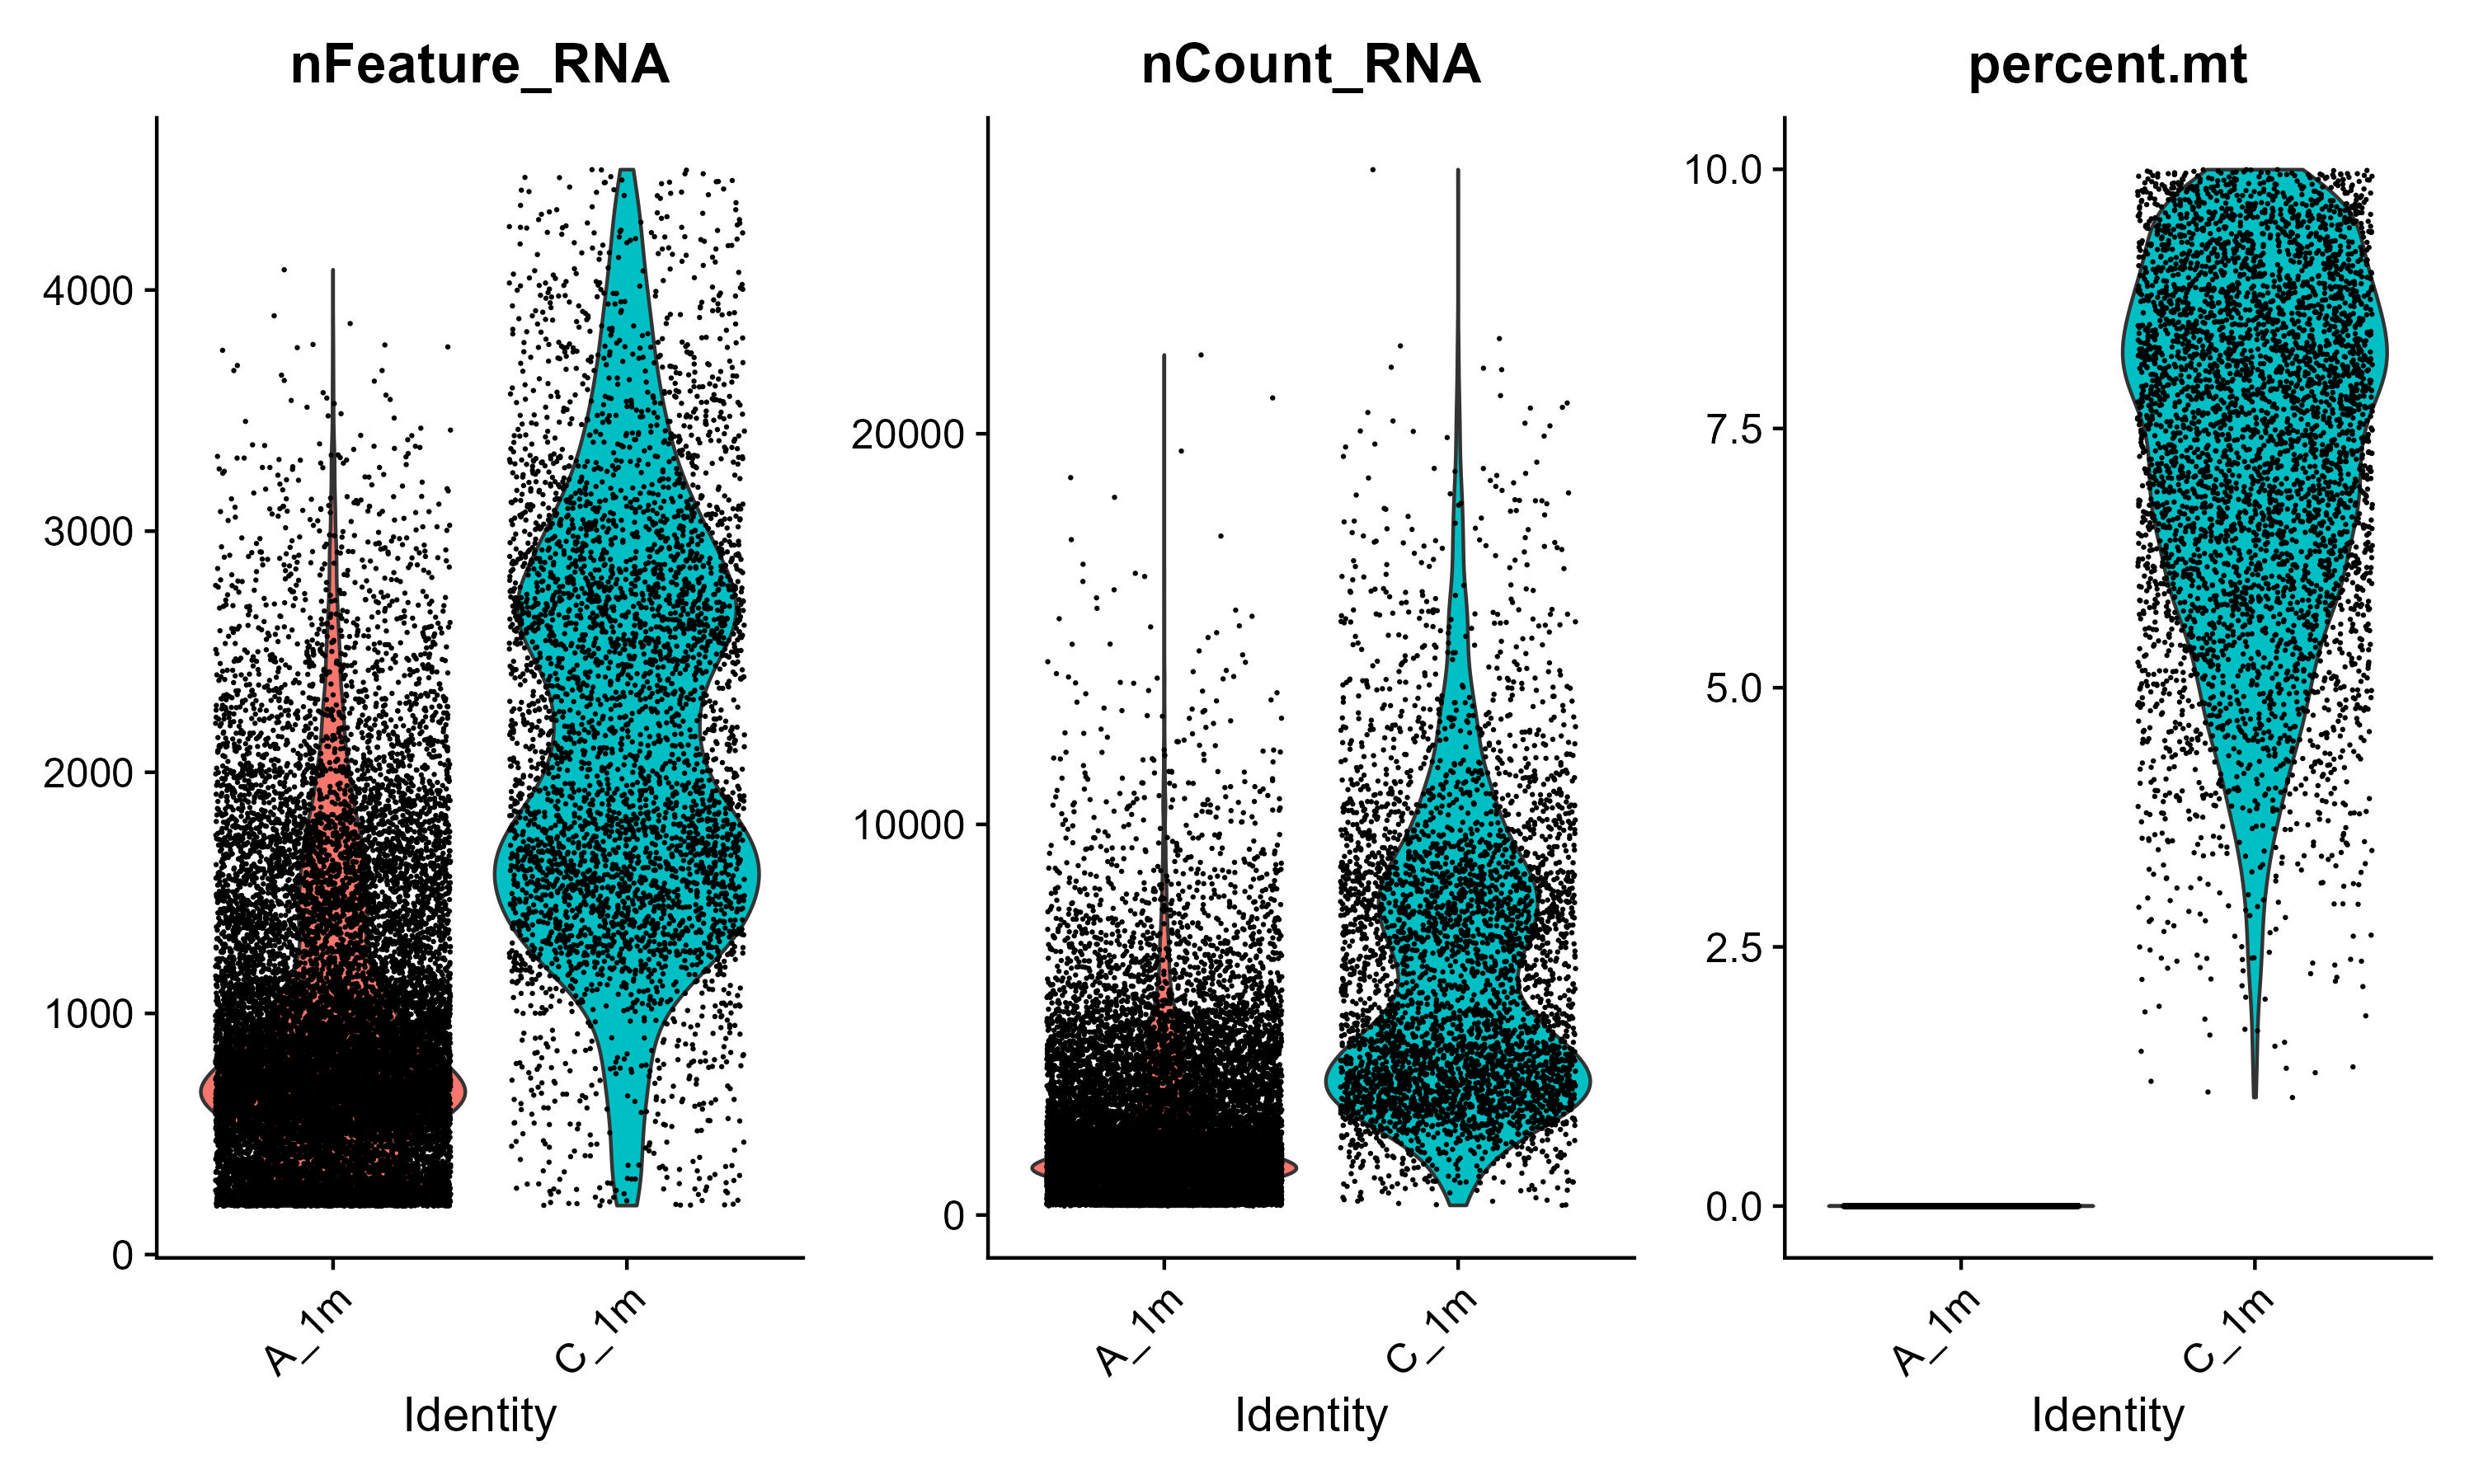 nFeature_RNA
4000
3000
2000
1000
0
A_1m
C_1m
Identity
nCount_RNA
20000
10000
0
A_1m
C_1m
Identity
percent.mt
10.0
7.5
5.0
2.5
0.0
A_1m
C_1m
Identity